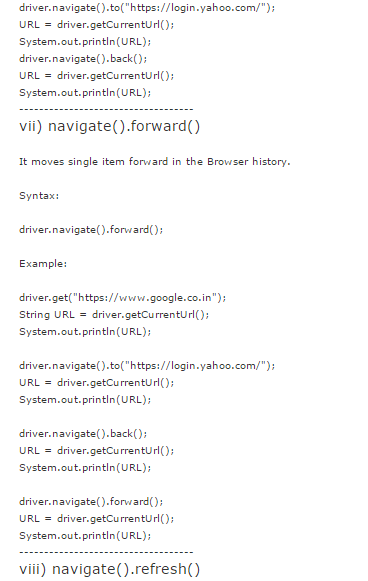 driver.navigate().to("https://login.yahoo.com/");
URL = driver.getCurrentUrl();
System.out.println(URL);
driver.navigate().back();
URL = driver.getCurrentUrl();
System.out.println(URL);
-----------------------------------
vii) navigate().forward()
It moves single item forward in the Browser history.
Syntax:
driver.navigate().forward();
Example:
driver.get("https://www.google.co.in");
String URL = driver.getCurrentUrl();
System.out.println(URL);
driver.navigate().to("https://login.yahoo.com/");
URL = driver.getCurrentUrl();
System.out.println(URL);
driver.navigate().back();
URL = driver.getCurrentUrl();
System.out.println(URL);
driver.navigate().forward();
URL = driver.getCurrentUrl();
System.out.println(URL);
-----------------------------------
viii) navigate().refresh()